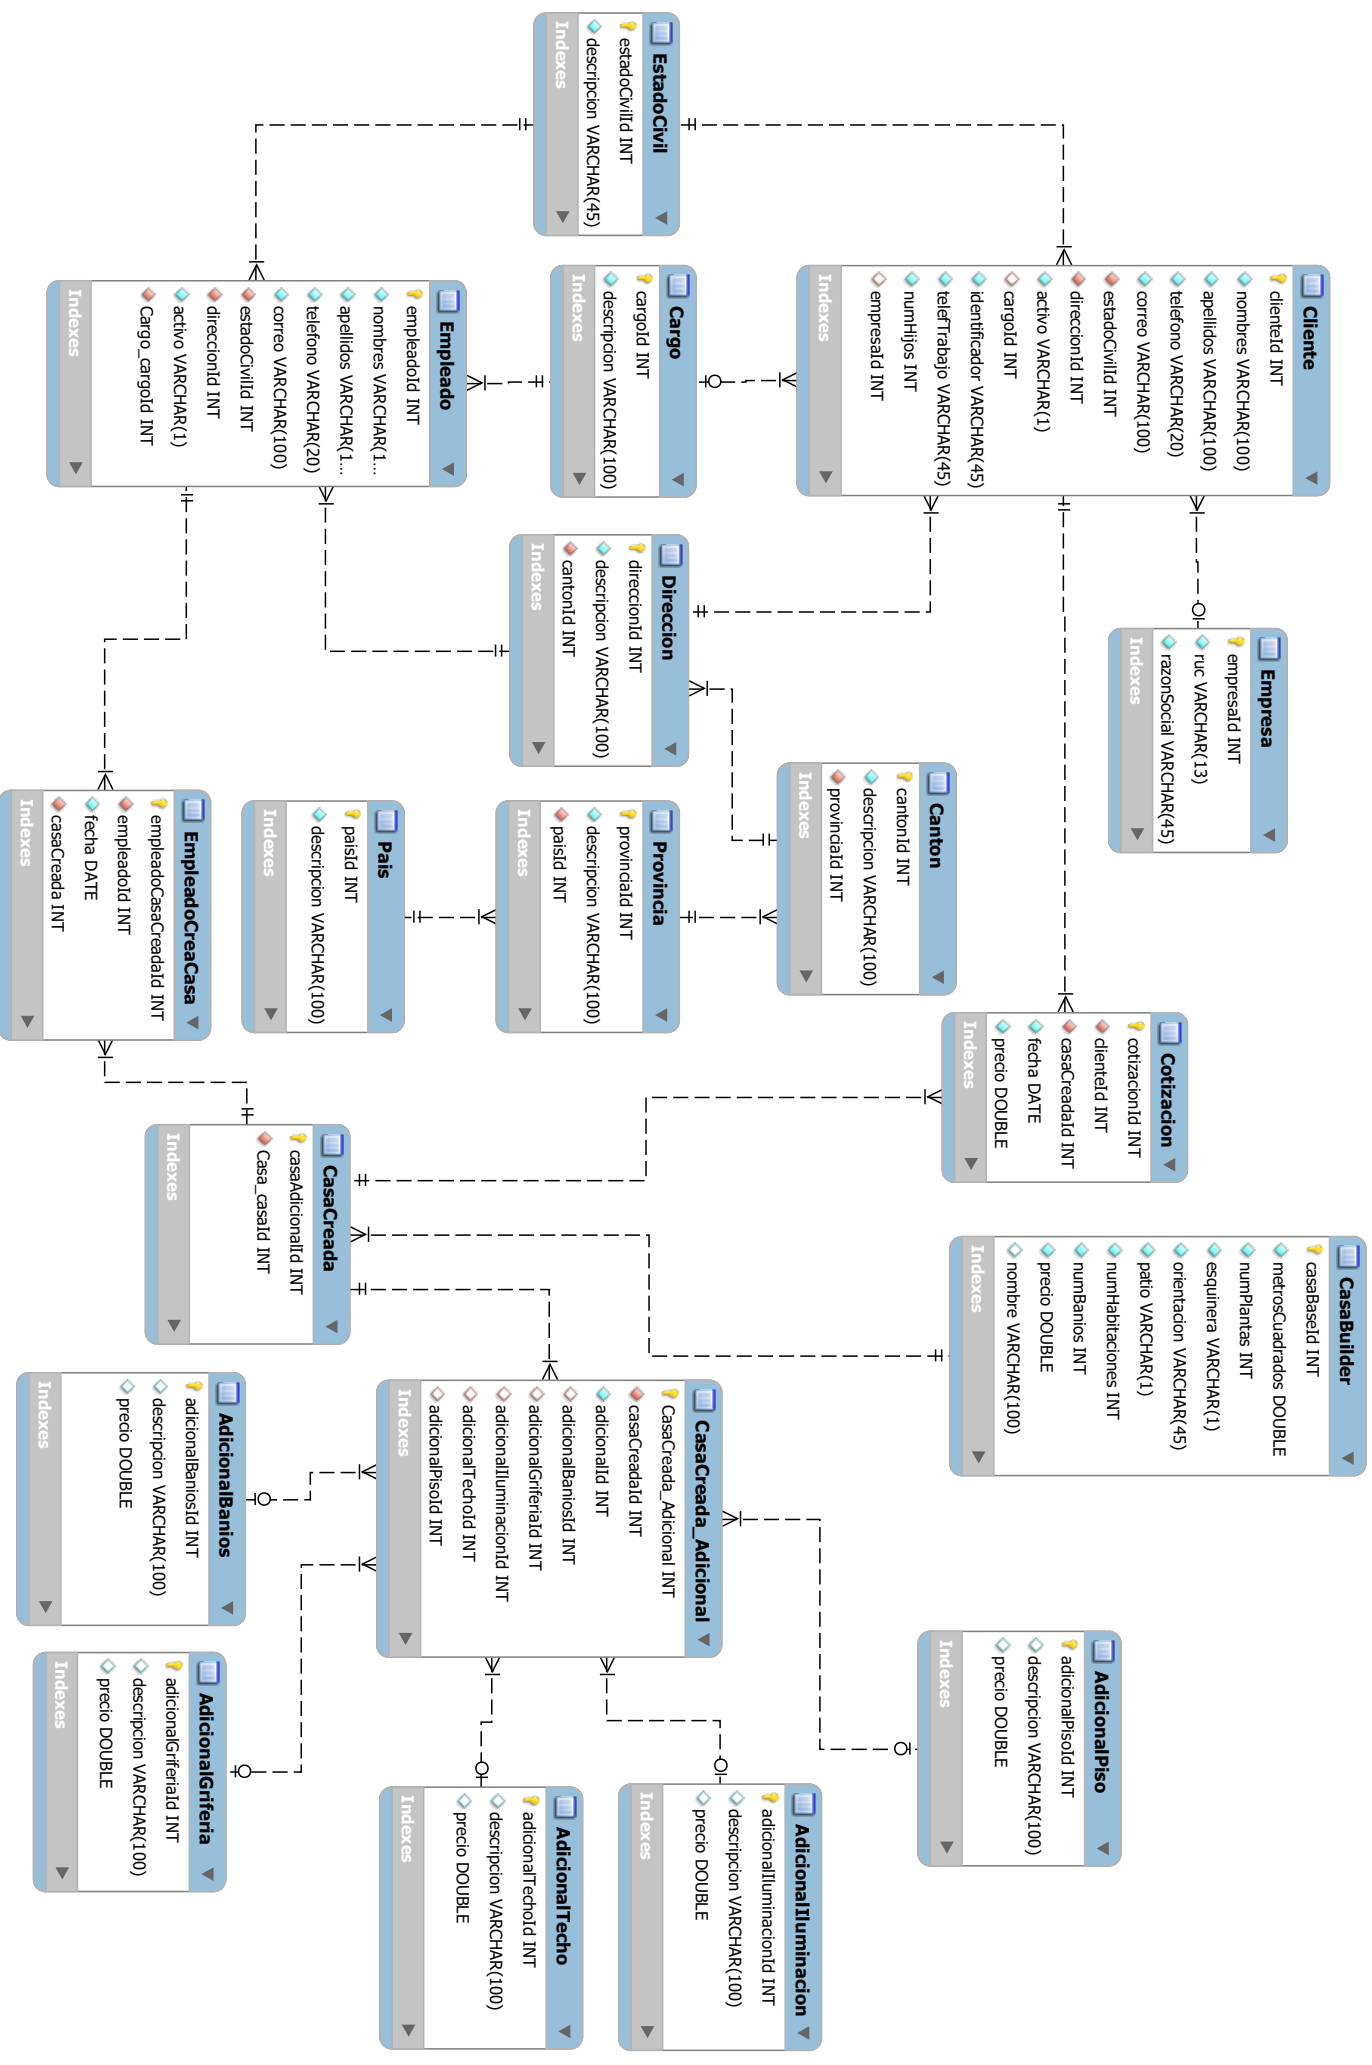 EstadoCivil
estadoCivilId INT
descripcion VARCHAR(45)
Indexes
Cliente
clienteId INT
nombres VARCHAR(100)
apellidos VARCHAR(100)
telefono VARCHAR(20)
correo VARCHAR(100)
estadoCivilId INT
direccionId INT
activo VARCHAR(1)
cargoId INT
identificador VARCHAR(45)
telefTrabajo VARCHAR(45)
numHijos INT
empresaId INT
Indexes
Cargo
cargoId INT
descripcion VARCHAR(100)
Indexes
Empleado
empleadoId INT
nombres VARCHAR(1...
apellidos VARCHAR(1...
telefono VARCHAR(20)
correo VARCHAR(100)
estadoCivilId INT
direccionId INT
activo VARCHAR(1)
Cargo_cargoId INT
Indexes
Empresa
empresaId INT
ruc VARCHAR(13)
razonSocial VARCHAR(45)
Indexes
Direccion
direccionId INT
descripcion VARCHAR(100)
cantonId INT
Indexes
Canton
cantonId INT
descripcion VARCHAR(100)
provinciaId INT
Indexes
Provincia
provinciaId INT
descripcion VARCHAR(100)
paisId INT
Indexes
Pais
paisId INT
descripcion VARCHAR(100)
Indexes
EmpleadoCreaCasa
empleadoCasaCreadaId INT
empleadoId INT
fecha DATE
casaCreada INT
Indexes
Cotizacion
cotizacionId INT
clienteId INT
casaCreadaId INT
fecha DATE
precio DOUBLE
Indexes
CasaCreada
casaAdicionalId INT
Casa_casaId INT
Indexes
CasaBuilder
casaBaseId INT
metrosCuadrados DOUBLE
numPlantas INT
esquinera VARCHAR(1)
orientacion VARCHAR(45)
patio VARCHAR(1)
numHabitaciones INT
numBanios INT
precio DOUBLE
nombre VARCHAR(100)
Indexes
CasaCreada_Adicional
CasaCreada_Adicional INT
casaCreadaId INT
adicionalId INT
adicionalBaniosId INT
adicionalGriferiaId INT
adicionalIluminacionId INT
adicionalTechoId INT
adicionalPisoId INT
Indexes
AdicionalBanios
adicionalBaniosId INT
descripcion VARCHAR(100)
precio DOUBLE
Indexes
AdicionalPiso
adicionalPisoId INT
descripcion VARCHAR(100)
precio DOUBLE
Indexes
AdicionalGriferia
adicionalGriferiaId INT
descripcion VARCHAR(100)
precio DOUBLE
Indexes
AdicionalIluminacion
adicionalIluminacionId INT
descripcion VARCHAR(100)
precio DOUBLE
Indexes
AdicionalTecho
adicionalTechoId INT
descripcion VARCHAR(100)
precio DOUBLE
Indexes